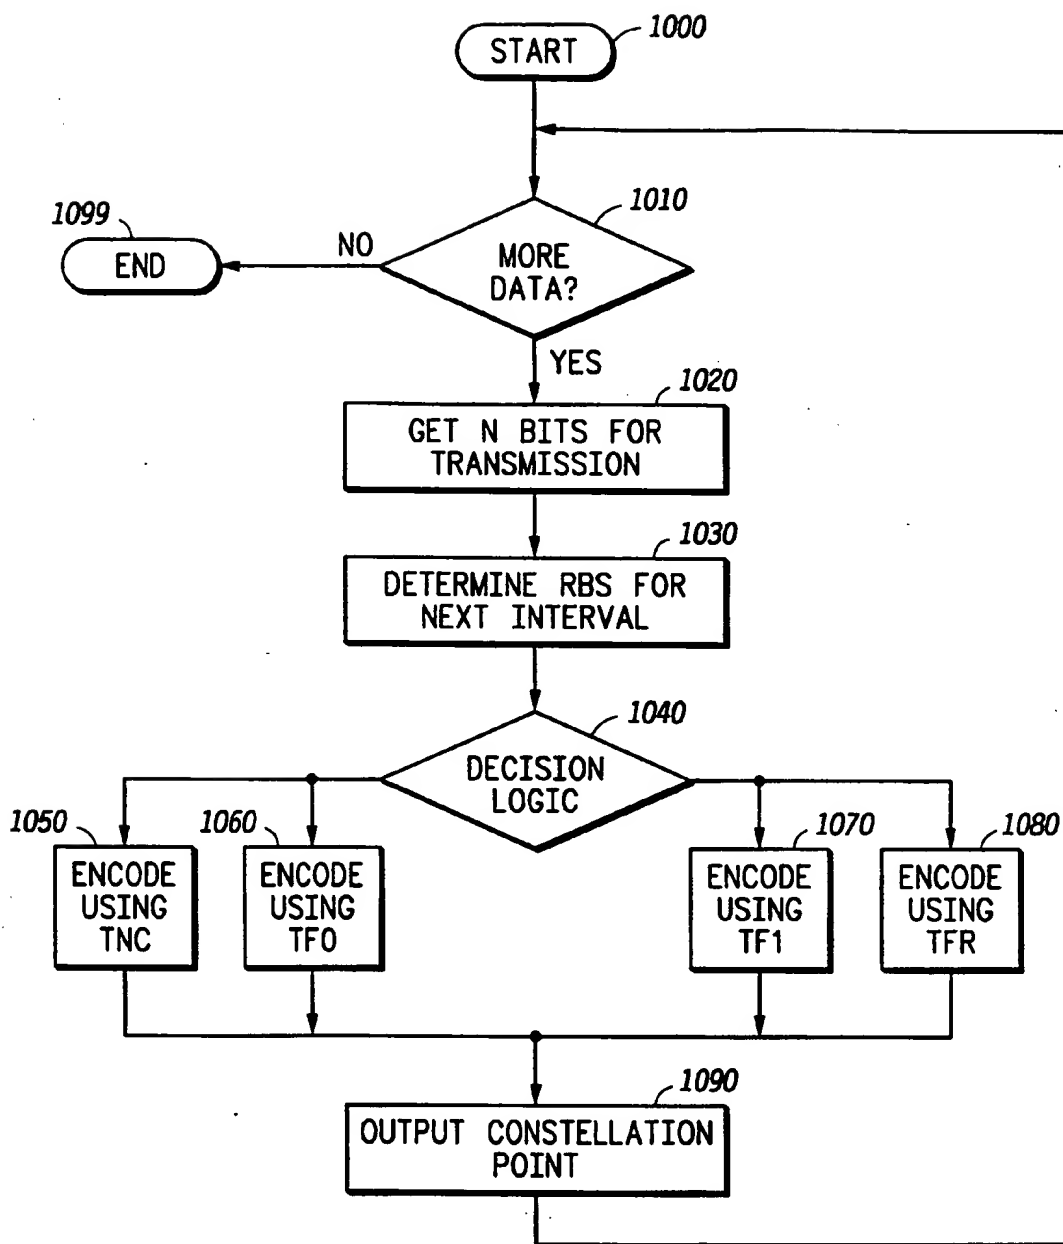 1000
START
1010
1099
MORE
DATA?
NO
END
YES
1020
GET N BITS FOR
TRANSMISSION
1030
DETERMINE RBS FOR
NEXT INTERVAL
1040
DECISION
LOGIC
1050
ENCODE
USING
TNC
1060
ENCODE
USING
TF0
1070
ENCODE
USING
TF1
1080
ENCODE
USING
TFR
1090
OUTPUT CONSTELLATION
POINT